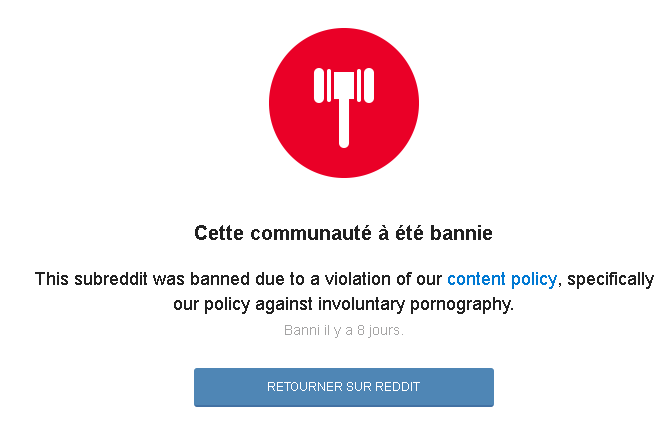 Cette communauté à été bannie
This subreddit was banned due to a violation of our content policy, specifically
our policy against involuntary pornography.
Banni il y a 8 jours.
RETOURNER SUR REDDIT